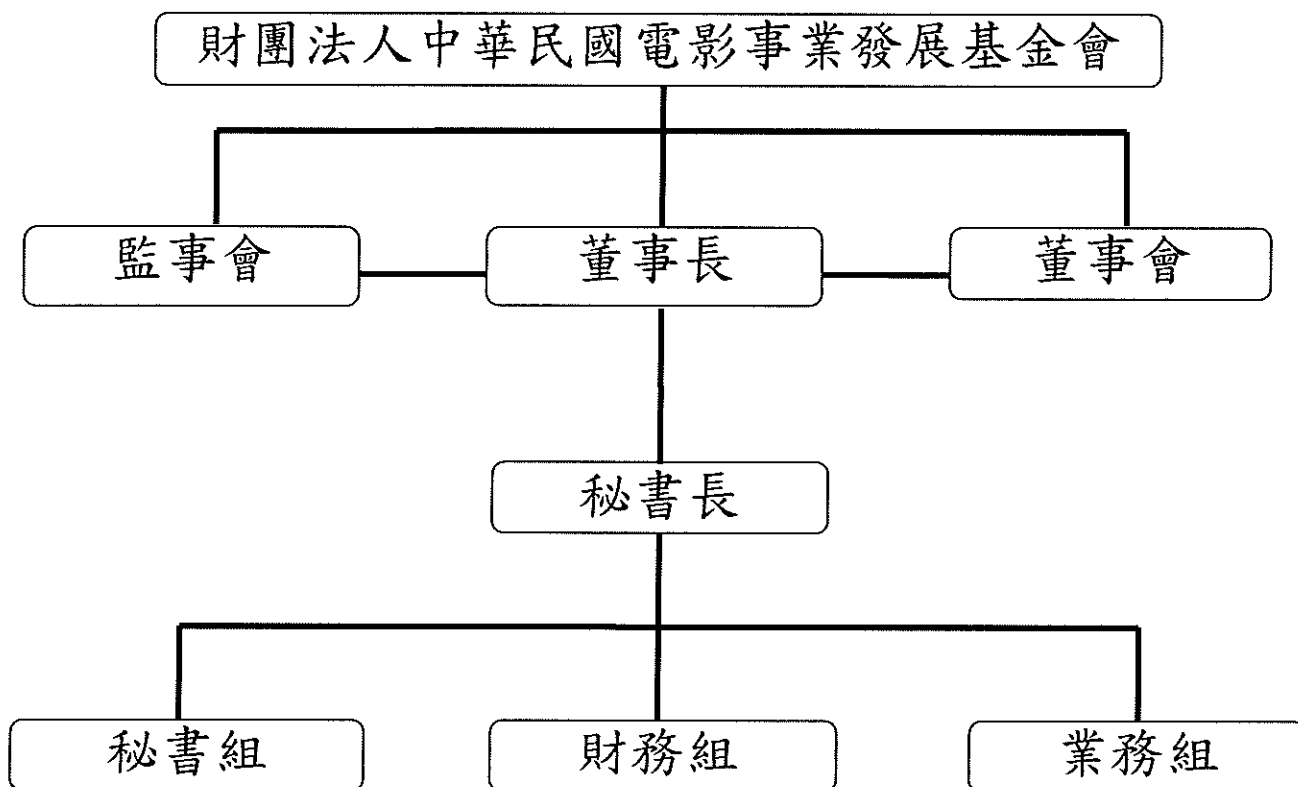 財團法人中華民國電影事業發展基金會
監事會
董事長
董事會
秘書長
秘書組
財務組
業務組